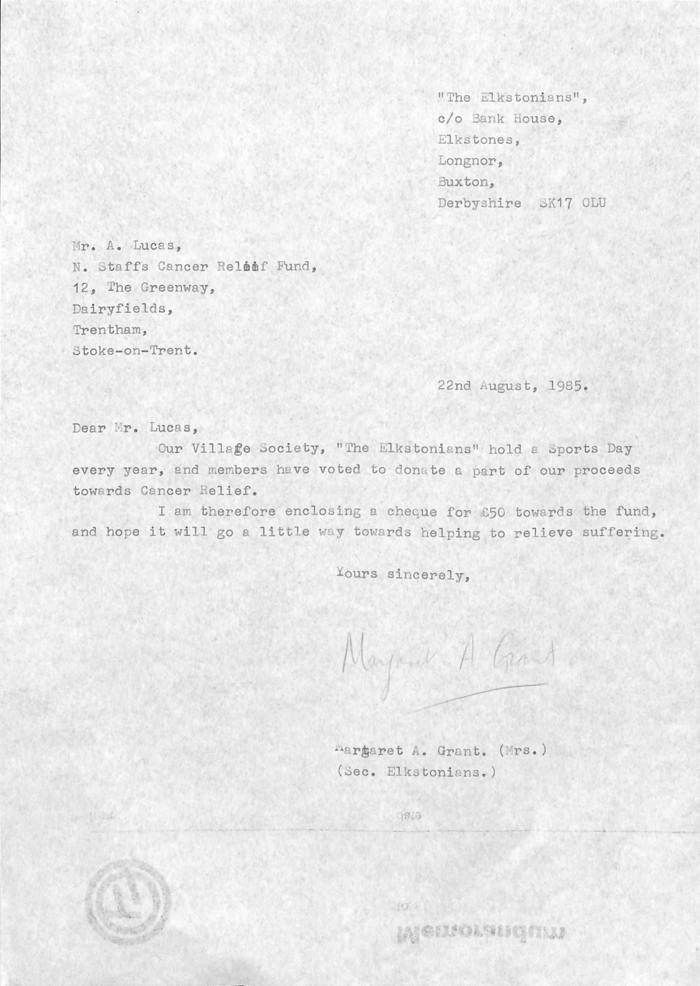 "The Elkstonians",
c/o Bank House,
Elkstones,
Longnor,
Buxton,
Derbyshire SK17 OLU
Mr. A. Lucas,
N. Staffs Cancer Relief Fund,
12, The Greenway,
Dairyfields,
Trentham,
Stoke-on-Trent.
22nd August, 1985.
Dear Mr. Lucas,
Our Village Society, "The Elkstonians" hold a Sports Day
every year, and members have voted to donate a part of our proceeds
towards Cancer Relief.
I am therefore enclosing a cheque for £50 towards the fund,
and hope it will go a little way towards helping to relieve suffering.
Yours sincerely,
Margaret A Grant
Margaret A. Grant. (Mrs.)
(Sec. Elkstonians.)
Memorandum